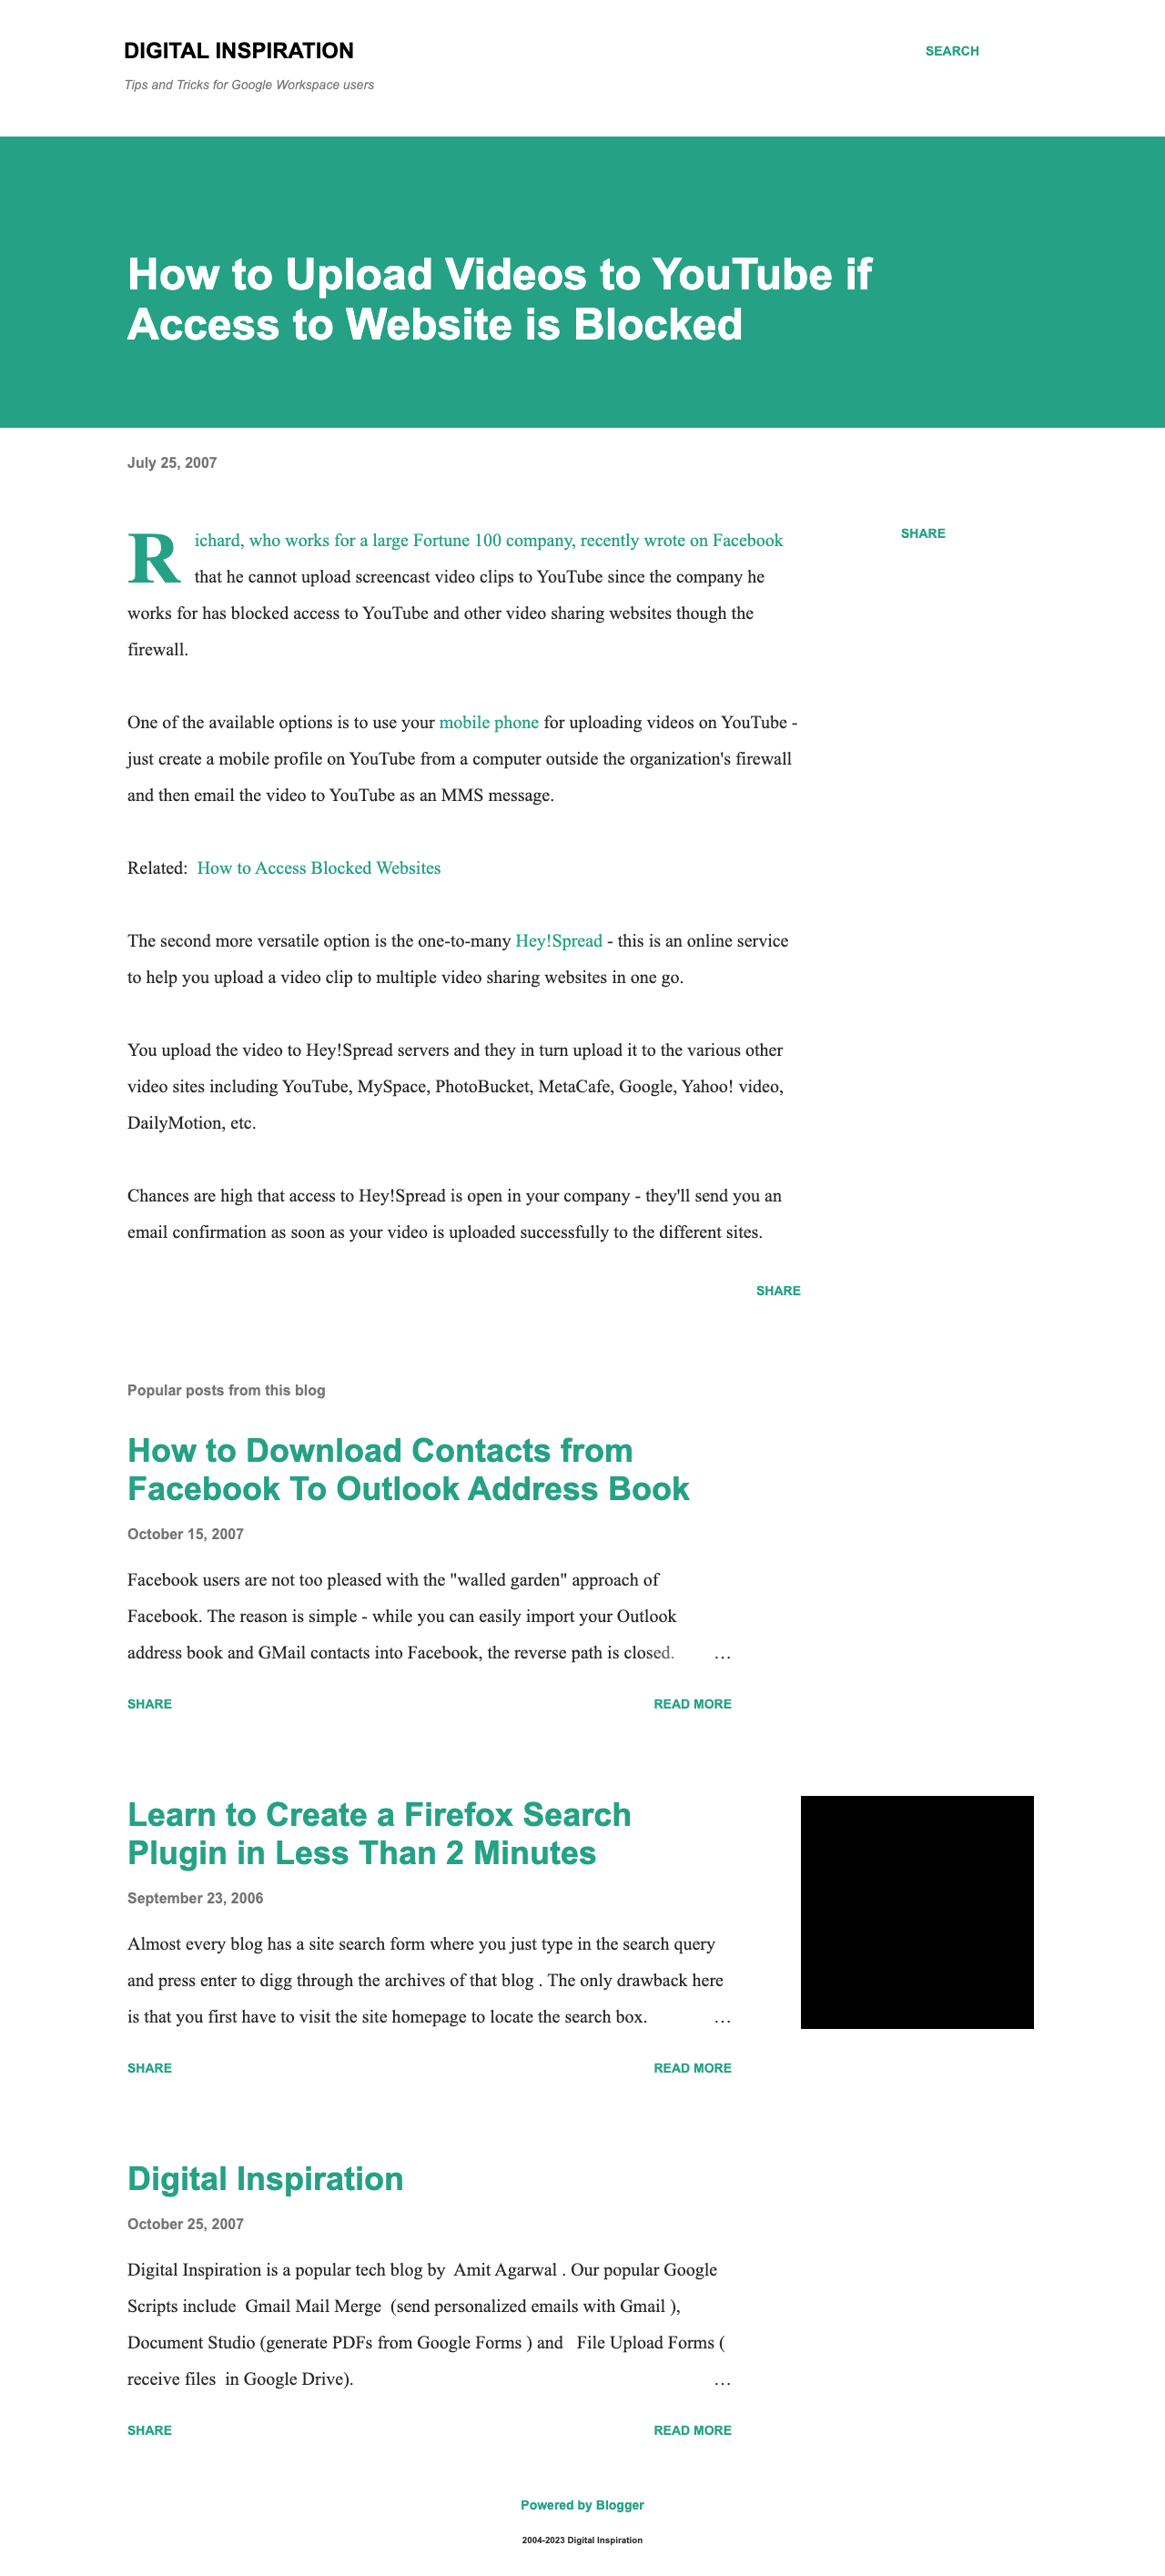 DIGITAL INSPIRATION
SEARCH
Tips and Tricks for Google Workspace users
How to Upload Videos to YouTube if
Access to Website is Blocked
July 25, 2007
SHARE
Richard, who works for a large Fortune 100 company, recently wrote on Facebook
that he cannot upload screencast video clips to YouTube since the company he
works for has blocked access to YouTube and other video sharing websites though the
firewall.
One of the available options is to use your mobile phone for uploading videos on YouTube -
just create a mobile profile on YouTube from a computer outside the organization's firewall
and then email the video to YouTube as an MMS message.
Related:  How to Access Blocked Websites
The second more versatile option is the one-to-many Hey!Spread - this is an online service
to help you upload a video clip to multiple video sharing websites in one go.
You upload the video to Hey!Spread servers and they in turn upload it to the various other
video sites including YouTube, MySpace, PhotoBucket, MetaCafe, Google, Yahoo! video,
DailyMotion, etc.
Chances are high that access to Hey!Spread is open in your company - they'll send you an
email confirmation as soon as your video is uploaded successfully to the different sites.
SHARE
Popular posts from this blog
How to Download Contacts from
Facebook To Outlook Address Book
October 15, 2007
Facebook users are not too pleased with the "walled garden" approach of
Facebook. The reason is simple - while you can easily import your Outlook
address book and GMail contacts into Facebook, the reverse path is closed. …
SHARE READ MORE
Learn to Create a Firefox Search
Plugin in Less Than 2 Minutes
September 23, 2006
Almost every blog has a site search form where you just type in the search query
and press enter to digg through the archives of that blog . The only drawback here
is that you first have to visit the site homepage to locate the search box. …
SHARE READ MORE
Digital Inspiration
October 25, 2007
Digital Inspiration is a popular tech blog by  Amit Agarwal . Our popular Google
Scripts include  Gmail Mail Merge  (send personalized emails with Gmail ),
Document Studio (generate PDFs from Google Forms ) and   File Upload Forms (
receive files  in Google Drive). …
SHARE READ MORE
Powered by Blogger
2004-2023 Digital Inspiration